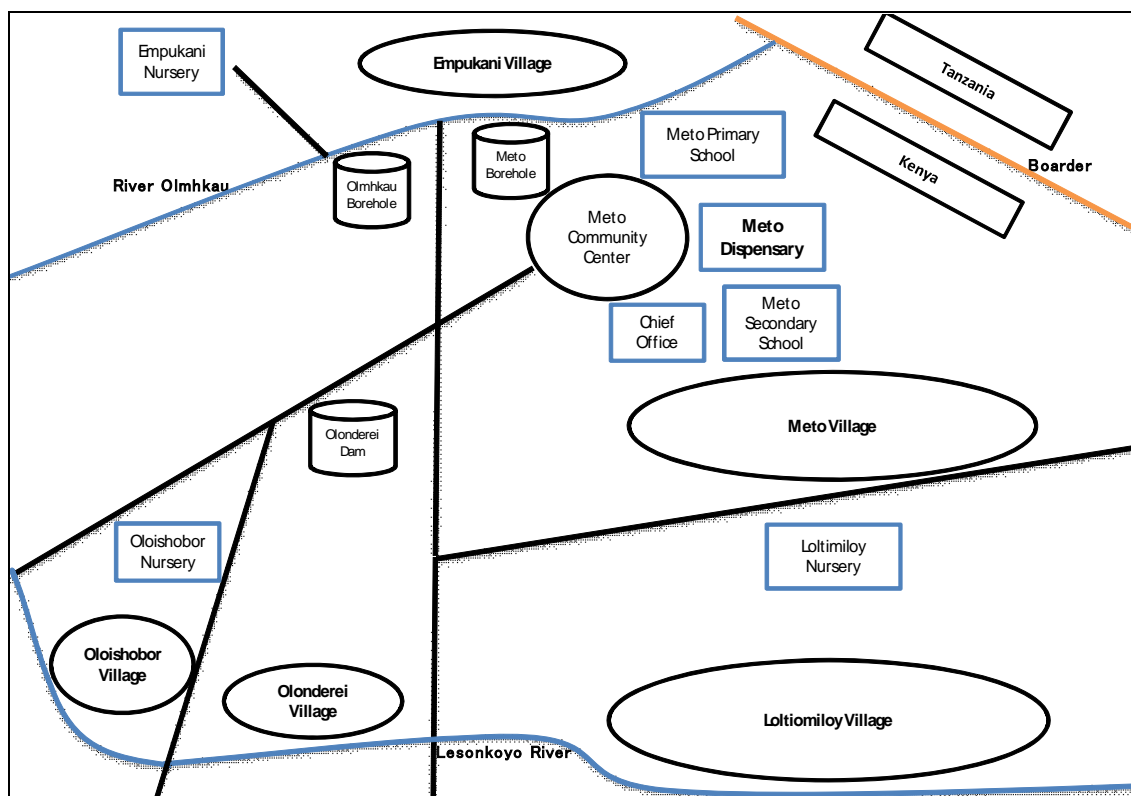 Empukani
Nursery
Empukani Village
Tanzania
Kenya
Boarder
Meto Primary
School
Meto
Borehole
River Olmhkau
Olmhkau
Borehole
Meto
Community
Center
Meto
Dispensary
Chief
Office
Meto
Secondary
School
Olonderei
Dam
Meto Village
Oloishobor
Nursery
Loltimiloy
Nursery
Oloishobor
Village
Olonderei
Village
Loltiomiloy Village
Lesonkoyo River